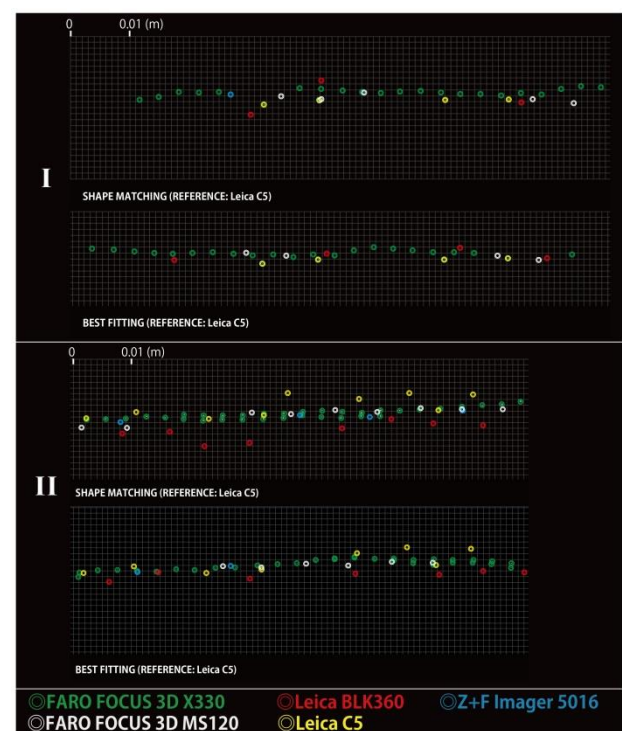 0 0.01 (m)
I
SHAPE MATCHING (REFERENCE: Leica C5)
BEST FITTING (REFERENCE: Leica C5)
0 0.01 (m)
II
SHAPE MATCHING (REFERENCE: Leica C5)
BEST FITTING (REFERENCE: Leica C5)
◎FARO FOCUS 3D X330 ◎Leica BLK360 ◎Z+F Imager 5016
◎FARO FOCUS 3D MS120 ◎Leica C5